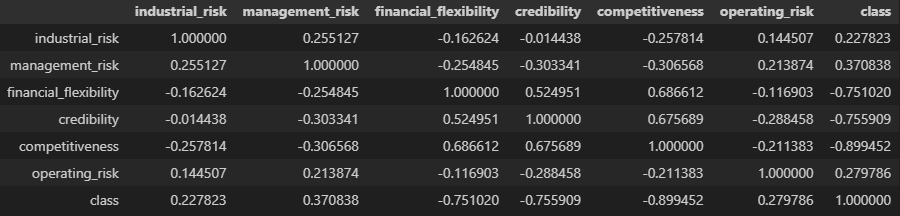 industrial_risk management_risk financial_flexibility credibility competitiveness operating_risk class
industrial_risk 1.000000 0.255127 -0.162624 -0.014438 -0.257814 0.144507 0.227823
management_risk 0.255127 1.000000 -0.254845 -0.303341 -0.306568 0.213874 0.370838
financial_flexibility -0.162624 -0.254845 1.000000 0.524951 0.686612 -0.116903 -0.751020
credibility -0.014438 -0.303341 0.524951 1.000000 0.675689 -0.288458 -0.755909
competitiveness -0.257814 -0.306568 0.686612 0.675689 1.000000 -0.211383 -0.899452
operating_risk 0.144507 0.213874 -0.116903 -0.288458 -0.211383 1.000000 0.279786
class 0.227823 0.370838 -0.751020 -0.755909 -0.899452 0.279786 1.000000